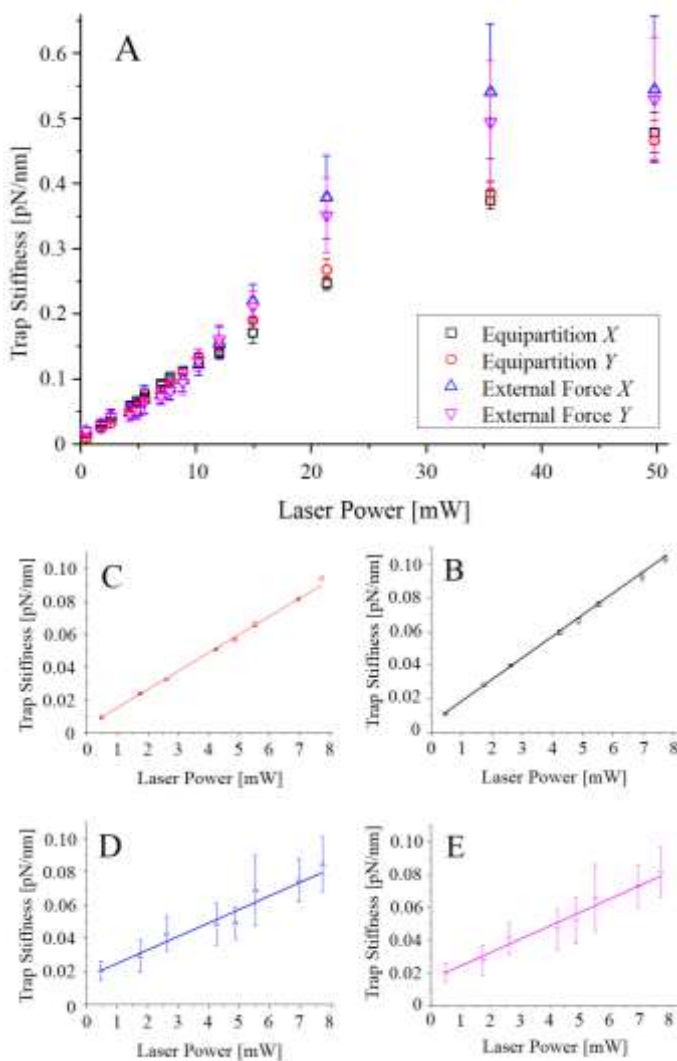 A
Trap Stiffness [pN/nm]
0.6
0.5
0.4
0.3
0.2
0.1
0
Equipartition X
Equipartition Y
External Force X
External Force Y
0 10 20 30 40 50
Laser Power [mW]
C
Trap Stiffness [pN/nm]
0.10
0.08
0.06
0.04
0.02
0
0 1 2 3 4 5 6 7 8
Laser Power [mW]
B
Trap Stiffness [pN/nm]
0.10
0.08
0.06
0.04
0.02
0
0 1 2 3 4 5 6 7 8
Laser Power [mW]
D
Trap Stiffness [pN/nm]
0.10
0.08
0.06
0.04
0.02
0
0 1 2 3 4 5 6 7 8
Laser Power [mW]
E
Trap Stiffness [pN/nm]
0.10
0.08
0.06
0.04
0.02
0
0 1 2 3 4 5 6 7 8
Laser Power [mW]